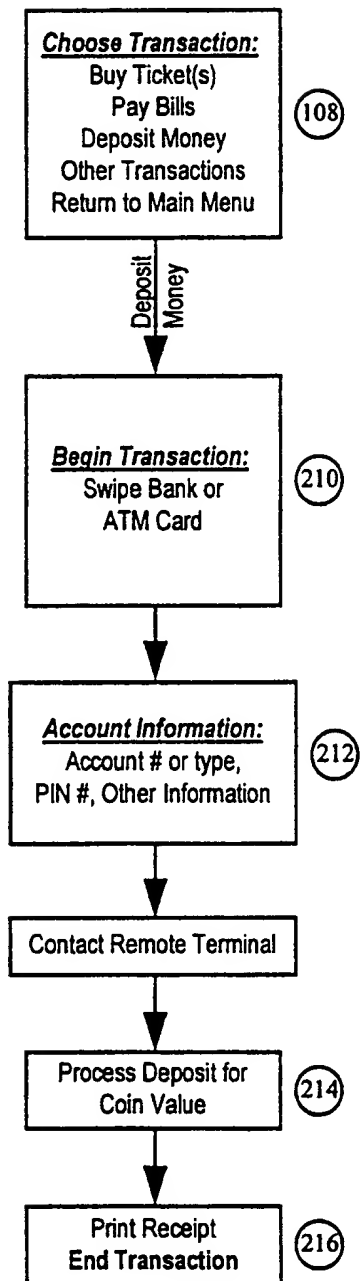 Choose Transaction:
Buy Ticket(s)
Pay Bills
Deposit Money
Other Transactions
Return to Main Menu
108
Deposit
Money
Begin Transaction:
Swipe Bank or
ATM Card
210
Account Information:
Account # or type,
PIN #, Other Information
212
Contact Remote Terminal
Process Deposit for
Coin Value
214
Print Receipt
End Transaction
216